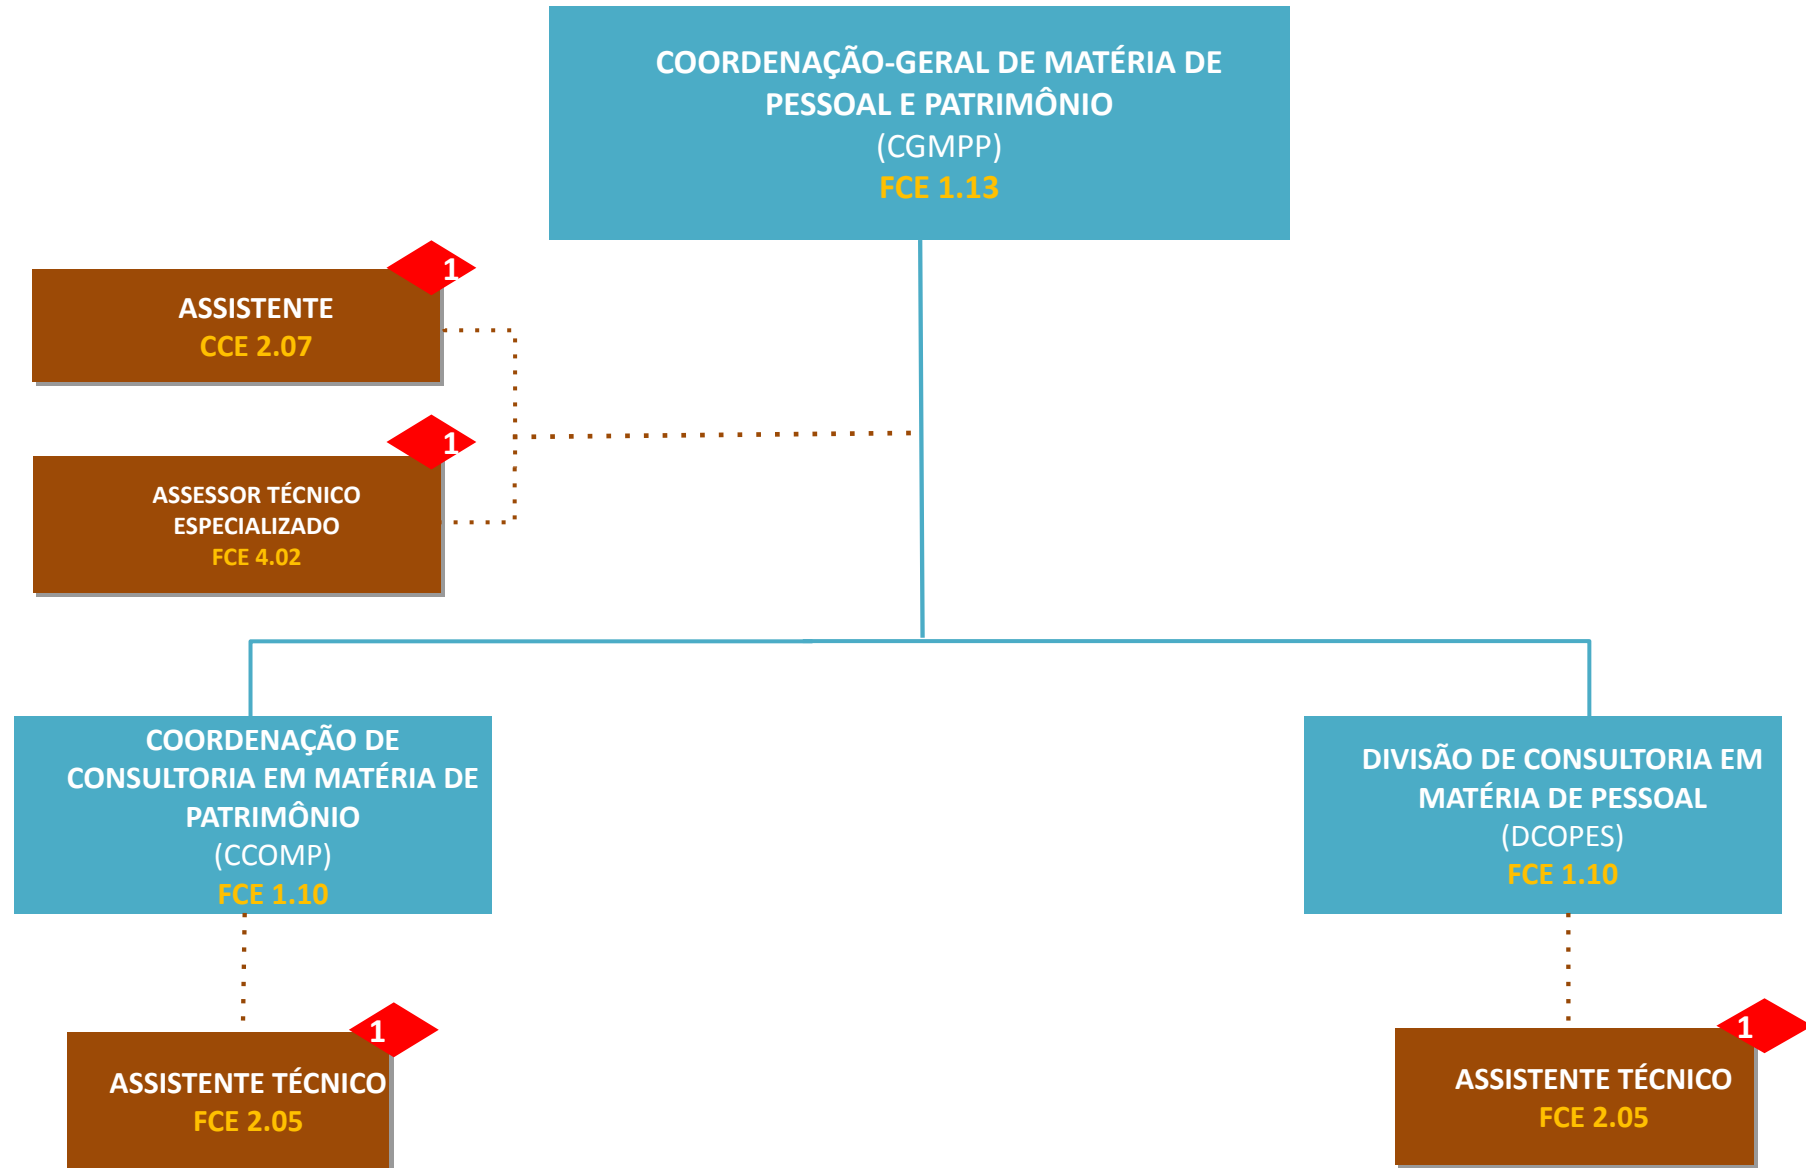 COORDENAÇÃO-GERAL DE MATÉRIA DE
PESSOAL E PATRIMÔNIO
(CGMPP)
FCE 1.13
1
ASSISTENTE
CCE 2.07
1
ASSESSOR TÉCNICO
ESPECIALIZADO
FCE 4.02
COORDENAÇÃO DE
CONSULTORIA EM MATÉRIA DE
PATRIMÔNIO
(CCOMP)
FCE 1.10
DIVISÃO DE CONSULTORIA EM
MATÉRIA DE PESSOAL
(DCOPES)
FCE 1.10
1
ASSISTENTE TÉCNICO
FCE 2.05
1
ASSISTENTE TÉCNICO
FCE 2.05